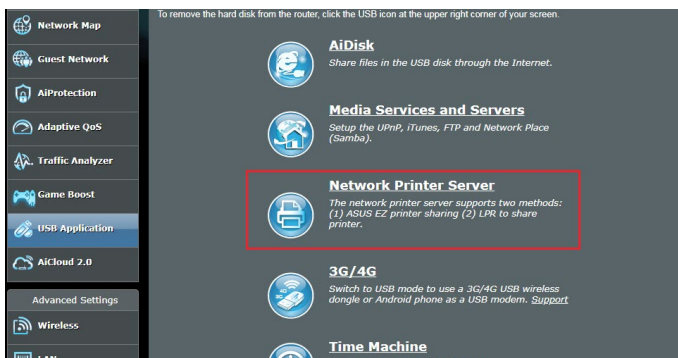 To remove the hard disk from the router, click the USB icon at the upper right corner of your screen.
Network Map
Guest Network
AiProtection
Adaptive QoS
Traffic Analyzer
Game Boost
USB Application
AiCloud 2.0
Advanced Settings
Wireless
LAN
AiDisk
Share files in the USB disk through the Internet.
Media Services and Servers
Setup the UPnP, iTunes, FTP and Network Place
(Samba).
Network Printer Server
The network printer server supports two methods:
(1) ASUS EZ printer sharing (2) LPR to share
printer.
3G/4G
Switch to USB mode to use a 3G/4G USB wireless
dongle or Android phone as a USB modem. Support
Time Machine